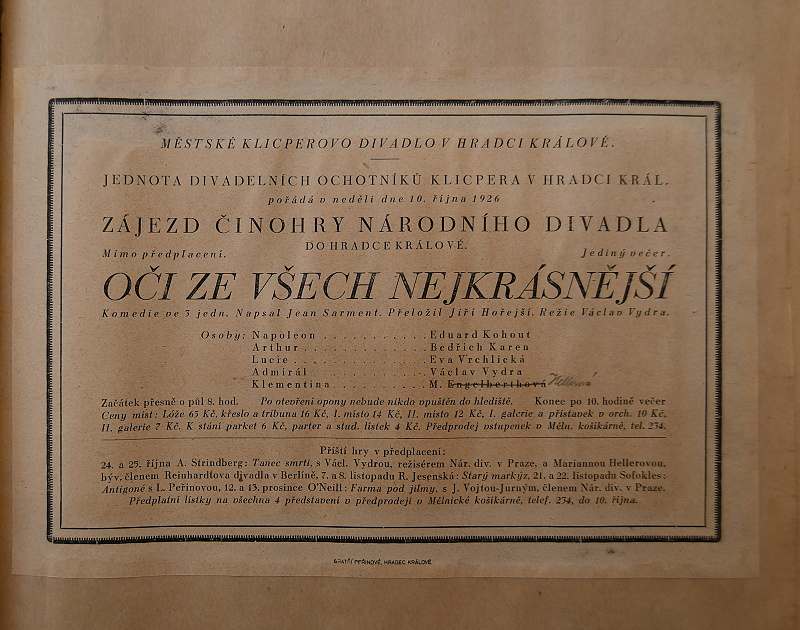 MĚSTSKÉ KLICPEROVO DIVADLO V HRADCI KRÁLOVÉ.
JEDNOTA DIVADELNÍCH OCHOTNÍKŮ KLICPERA V HRADCI KRÁL.
pořádá v neděli dne 10. října 1926
ZÁJEZD ČINOHRY NÁRODNÍHO DIVADLA
DO HRADCE KRÁLOVÉ.
Mimo předplacení. Jediný večer.
OČI ZE VŠECH NEJKRÁSNĚJŠÍ
Komedie ve 3 jedn. Napsal Jean Sarment. Přeložil Jiří Hořejší. Režie Václav Vydra.
Osoby: Napoleon . . . . . . . . . . . Eduard Kohout
Arthur . . . . . . . . . . . . Bedřich Karen
Lucie . . . . . . . . . . . . . Eva Vrchlická
Admirál . . . . . . . . . . . Václav Vydra
Klementina . . . . . . . . . M. Engelberthová Hellerová
Začátek přesně o půl 8. hod. Po otevření opony nebude nikdo vpuštěn do hlediště. Konec po 10. hodině večer
Ceny míst: Lóže 65 Kč, křeslo a tribuna 16 Kč, I. místo 14 Kč, II. místo 12 Kč, I. galerie a přístavek v orch. 10 Kč,
II. galerie 7 Kč. K stání parket 6 Kč, parter a stud. lístek 4 Kč. Předprodej vstupenek v Měln. košíkárně, tel. 234.
Příští hry v předplacení:
24. a 25. října A. Strindberg: Tanec smrti, s Václ. Vydrou, režisérem Nár. div. v Praze, a Mariannou Hellerovou,
býv. členem Reinhardtova divadla v Berlíně, 7. a 8. listopadu R. Jesenská: Starý markýz, 21. a 22. listopadu Sofokles:
Antigoné s L. Peřinovou, 12. a 13. prosince O'Neill: Farma pod jilmy, s J. Vojtou-Jurným, členem Nár. div. v Praze.
Předplatní lístky na všechna 4 představení v předprodeji v Mělnické košíkárně, telef. 234, do 10. října.
BRATŘÍ PEŘINOVÉ, HRADEC KRÁLOVÉ